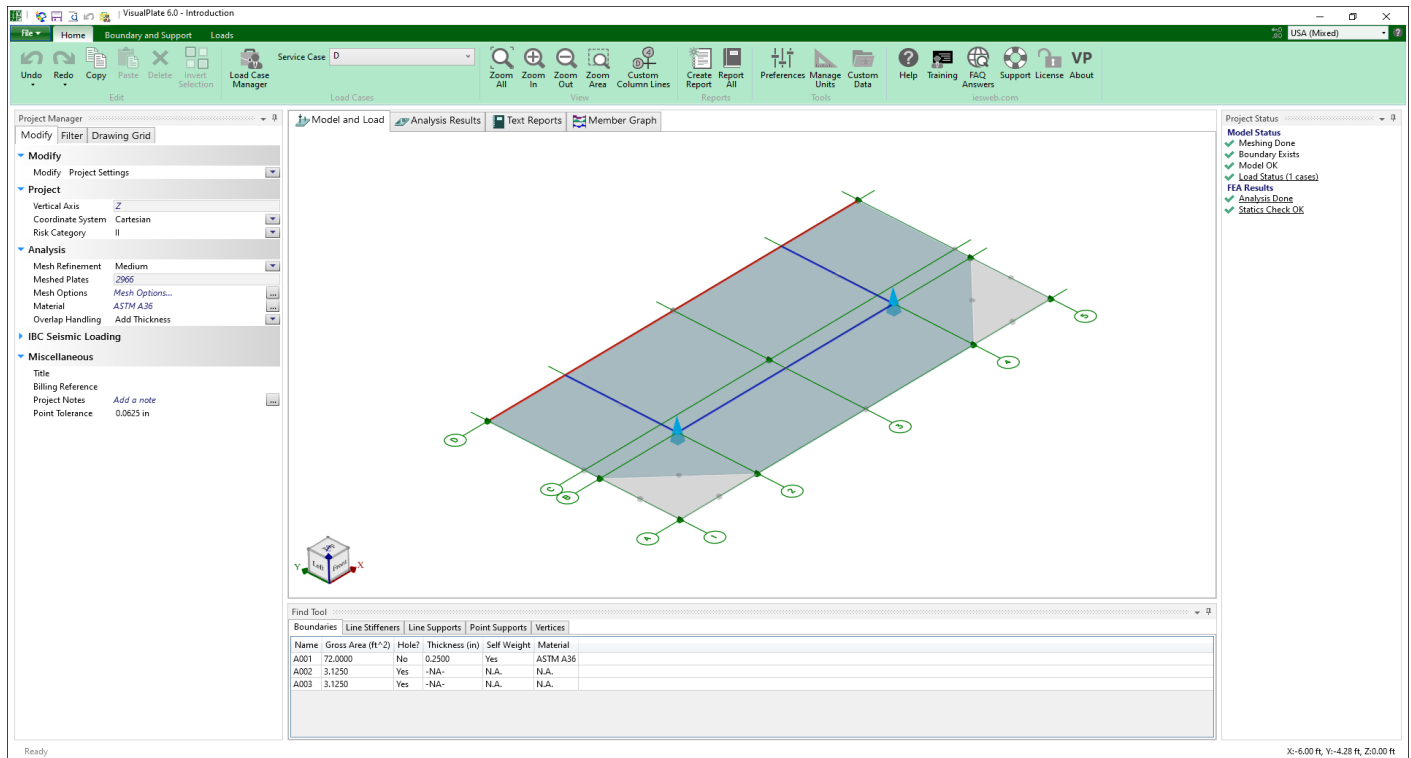 VisualPlate 6.0 - Introduction
File Home Boundary and Support Loads
USA (Mixed)
Undo Redo Copy Paste Delete Invert Selection
Edit
Load Case Manager
Service Case D
Load Cases
Zoom All Zoom In Zoom Out Zoom Area Custom Column Lines
View
Create Report Report All
Reports
Preferences Manage Units Custom Data
Tools
Help Training FAQ Answers Support License About
VP
iesweb.com
Project Manager
Modify Filter Drawing Grid
Modify
Modify Project Settings
Project
Vertical Axis Z
Coordinate System Cartesian
Risk Category II
Analysis
Mesh Refinement Medium
Meshed Plates 2966
Mesh Options Mesh Options...
Material ASTM A36
Overlap Handling Add Thickness
IBC Seismic Loading
Miscellaneous
Title
Billing Reference
Project Notes Add a note
Point Tolerance 0.0625 in
Model and Load Analysis Results Text Reports Member Graph
5
4
3
D
C
B
2
A
1
Left Front
Y X
Find Tool
Boundaries Line Stiffeners Line Supports Point Supports Vertices
Name Gross Area (ft^2) Hole? Thickness (in) Self Weight Material
A001 72.0000 No 0.2500 Yes ASTM A36
A002 3.1250 Yes -NA- N.A. N.A.
A003 3.1250 Yes -NA- N.A. N.A.
Project Status
Model Status
Meshing Done
Boundary Exists
Model OK
Load Status (1 cases)
FEA Results
Analysis Done
Statics Check OK
Ready
X:-6.00 ft, Y:-4.28 ft, Z:0.00 ft